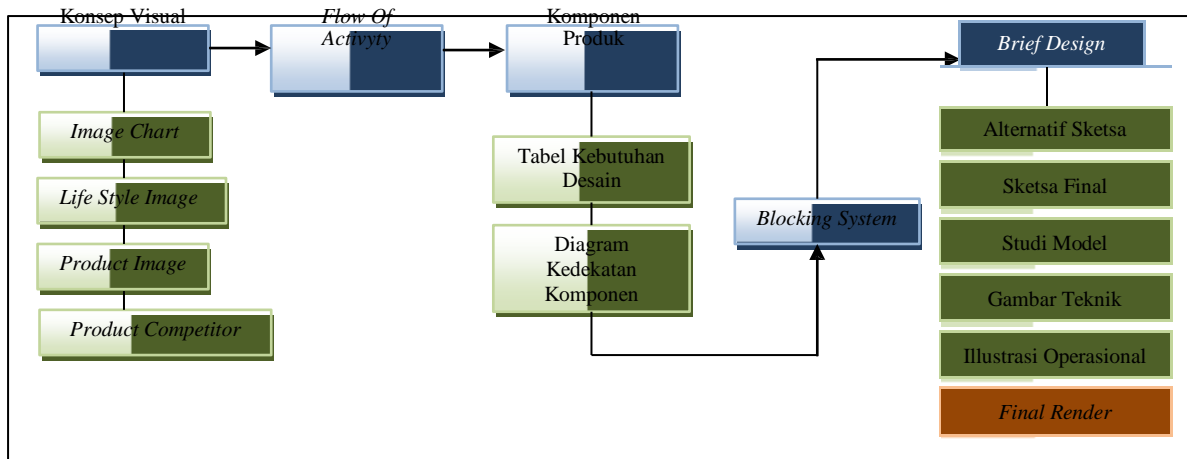 Konsep Visual
Image Chart
Life Style Image
Product Image
Product Competitor
Flow Of
Activyty
Komponen
Produk
Tabel Kebutuhan
Desain
Diagram
Kedekatan
Komponen
Blocking System
Brief Design
Alternatif Sketsa
Sketsa Final
Studi Model
Gambar Teknik
Illustrasi Operasional
Final Render